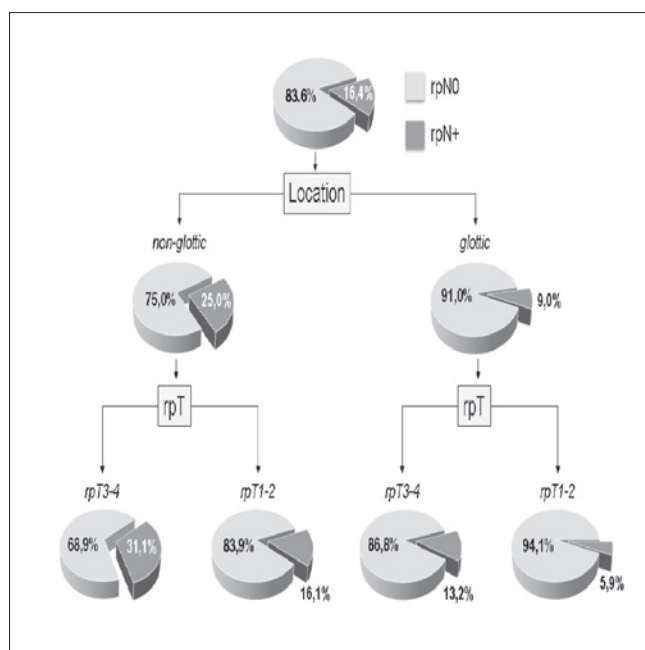 rpN0
83.6%
16,4%
rpN+
Location
non-glottic
glottic
75,0%
25,0%
91,0%
9,0%
rpT
rpT
rpT3-4
rpT1-2
rpT3-4
rpT1-2
68,9%
31,1%
83,9%
16,1%
86,8%
13,2%
94,1%
5,9%